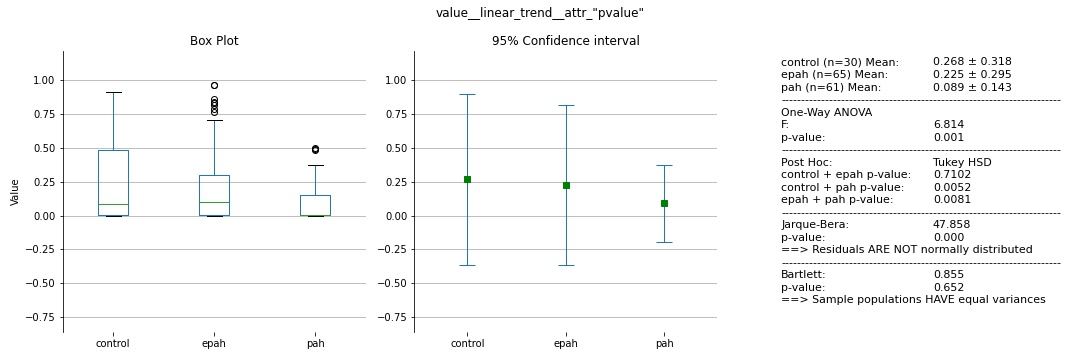 value__linear_trend__attr_"pvalue"
Box Plot
Value
1.00
0.75
0.50
0.25
0.00
−0.25
−0.50
−0.75
control epah pah
95% Confidence interval
1.00
0.75
0.50
0.25
0.00
−0.25
−0.50
−0.75
control epah pah
control (n=30) Mean: 0.268 ± 0.318
epah (n=65) Mean: 0.225 ± 0.295
pah (n=61) Mean: 0.089 ± 0.143
One-Way ANOVA
F: 6.814
p-value: 0.001
Post Hoc: Tukey HSD
control + epah p-value: 0.7102
control + pah p-value: 0.0052
epah + pah p-value: 0.0081
Jarque-Bera: 47.858
p-value: 0.000
==> Residuals ARE NOT normally distributed
Bartlett: 0.855
p-value: 0.652
==> Sample populations HAVE equal variances